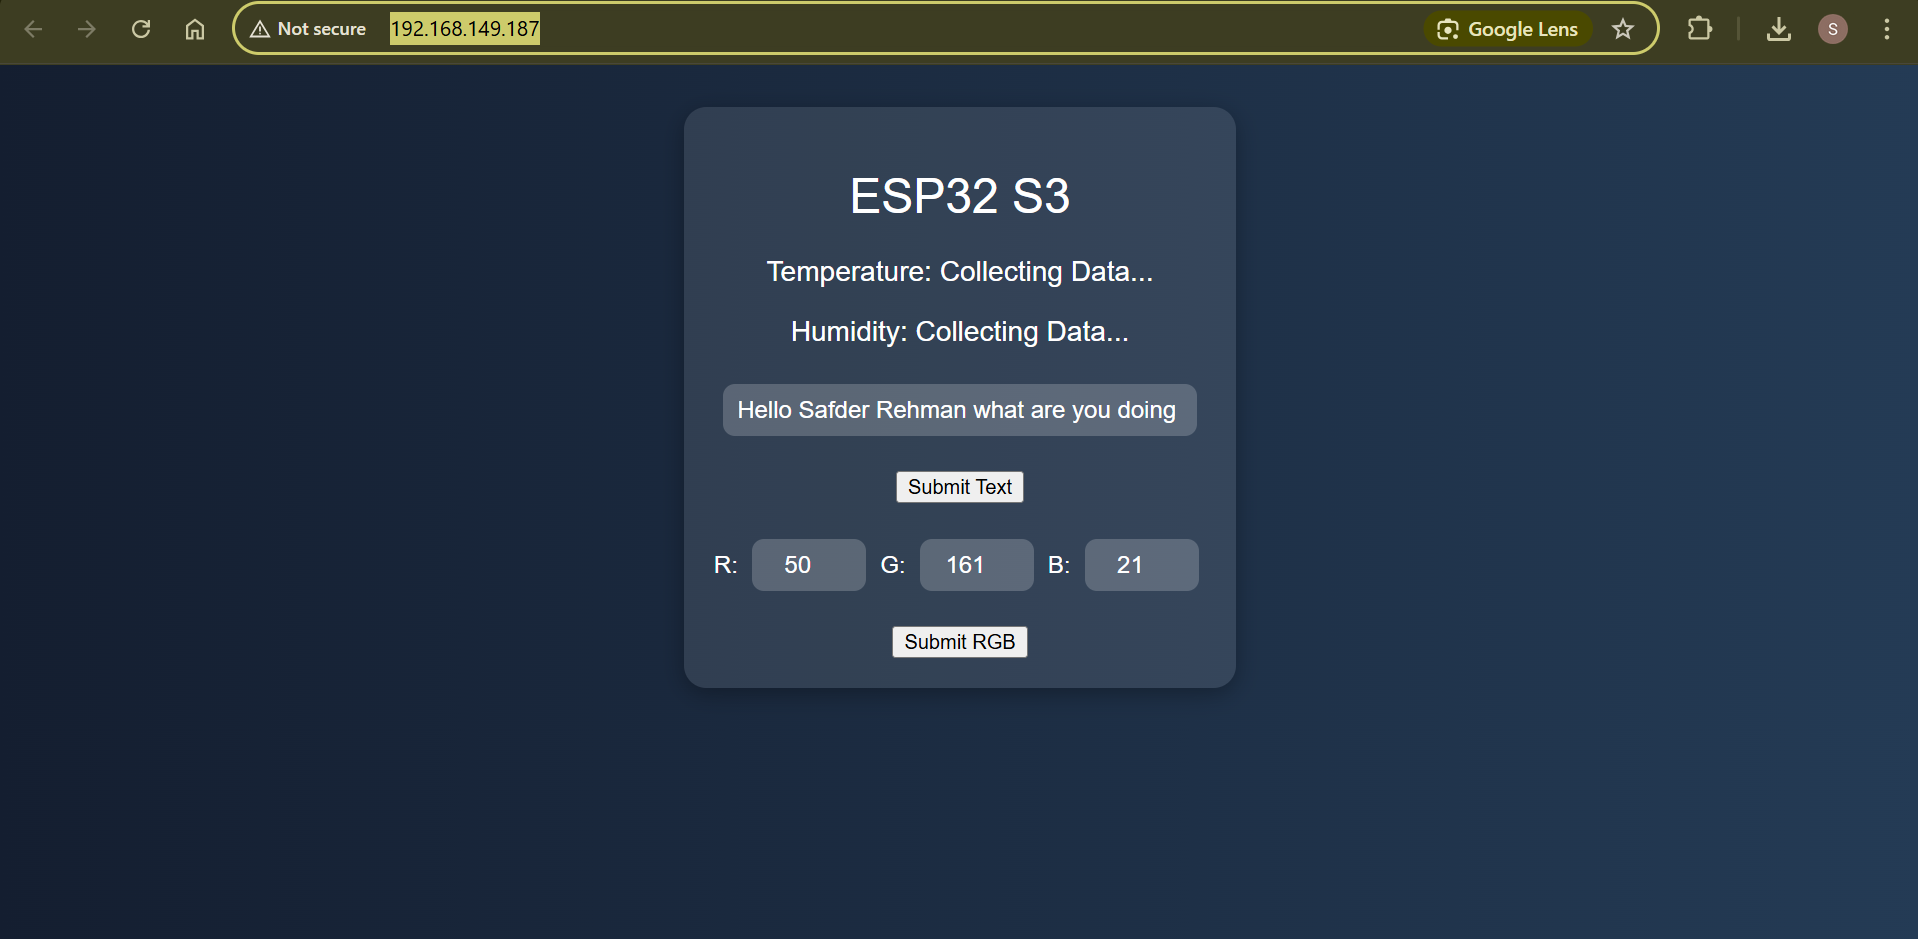 Not secure 192.168.149.187 Google Lens S
ESP32 S3
Temperature: Collecting Data...
Humidity: Collecting Data...
Hello Safder Rehman what are you doing
Submit Text
R: 50 G: 161 B: 21
Submit RGB